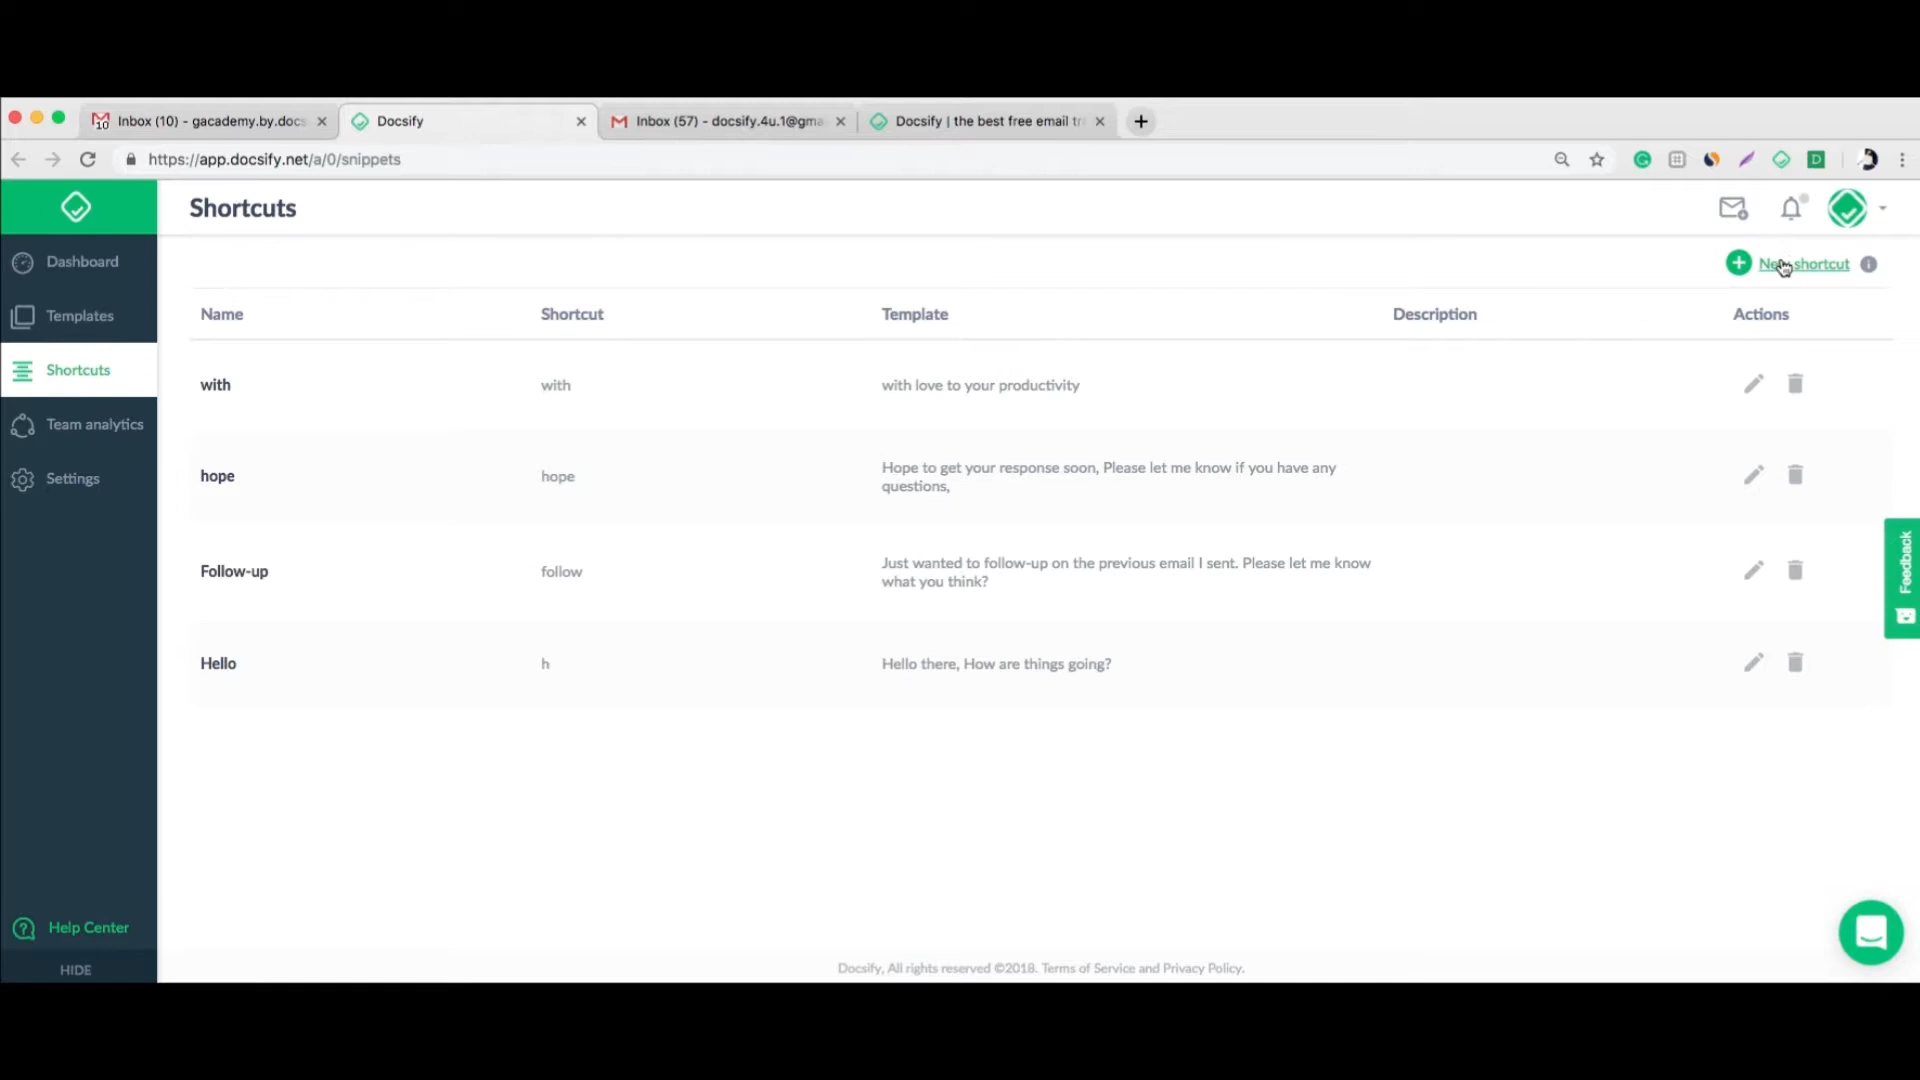 Inbox (10) - gacademy.by.docs
Docsify
Inbox (57) - docsify.4u.1@gma
Docsify | the best free email tr
https://app.docsify.net/a/0/snippets
Shortcuts
Dashboard
Templates
Shortcuts
Team analytics
Settings
Help Center
HIDE
New shortcut
Name Shortcut Template Description Actions
with with with love to your productivity
hope hope Hope to get your response soon, Please let me know if you have any
questions,
Follow-up follow Just wanted to follow-up on the previous email I sent. Please let me know
what you think?
Hello h Hello there, How are things going?
Feedback
Docsify, All rights reserved ©2018. Terms of Service and Privacy Policy.